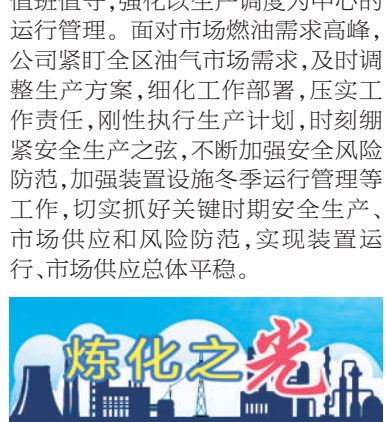 值班值守,强化以生产调度为中心的
运行管理。面对市场燃油需求高峰,
公司紧盯全区油气市场需求,及时调
整生产方案,细化工作部署,压实工
作责任,刚性执行生产计划,时刻绷
紧安全生产之弦,不断加强安全风险
防范,加强装置设施冬季运行管理等
工作,切实抓好关键时期安全生产、
市场供应和风险防范,实现装置运
行、市场供应总体平稳。
炼化之光